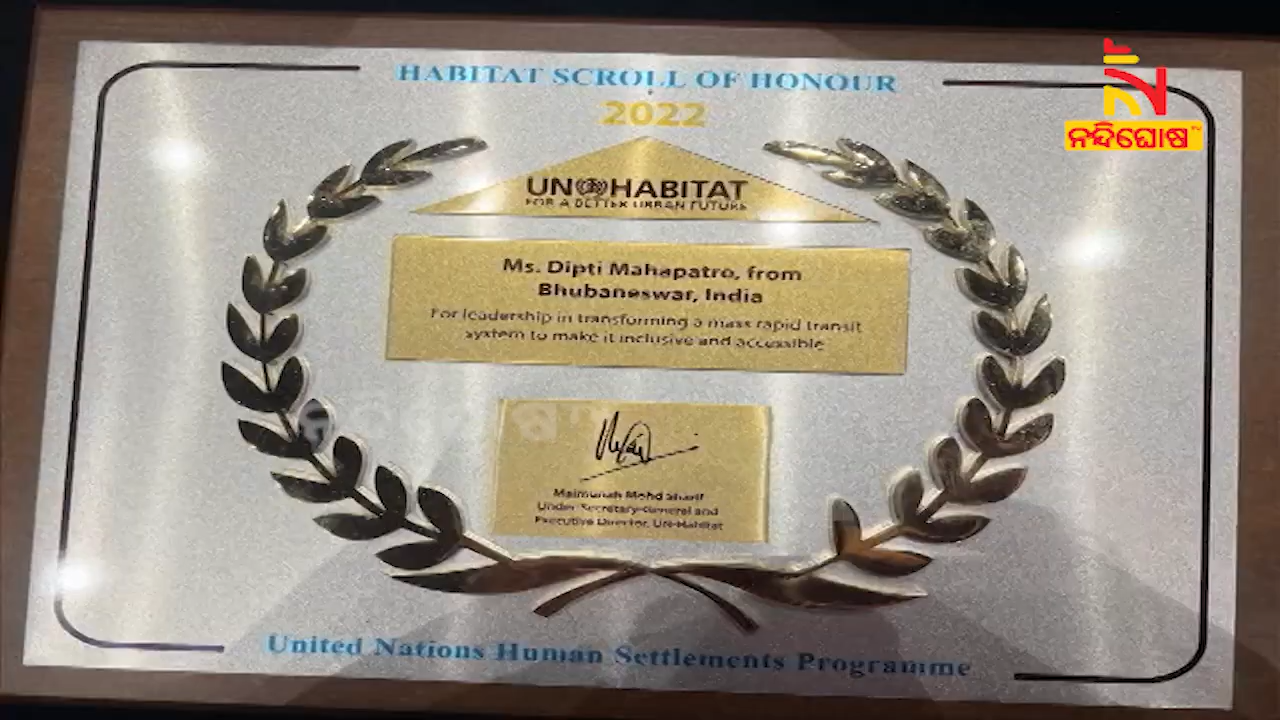 HABITAT SCROLL OF HONOUR
2022
ନନ୍ଦିଘୋଷ
UN HABITAT
FOR A BETTER URBAN FUTURE
Ms. Dipti Mahapatro, from
Bhubaneswar, India
For leadership in transforming a mass rapid transit
system to make it inclusive and accessible
Maimunah Mohd Sharif
Under-Secretary-General and
Executive Director, UN-Habitat
United Nations Human Settlements Programme